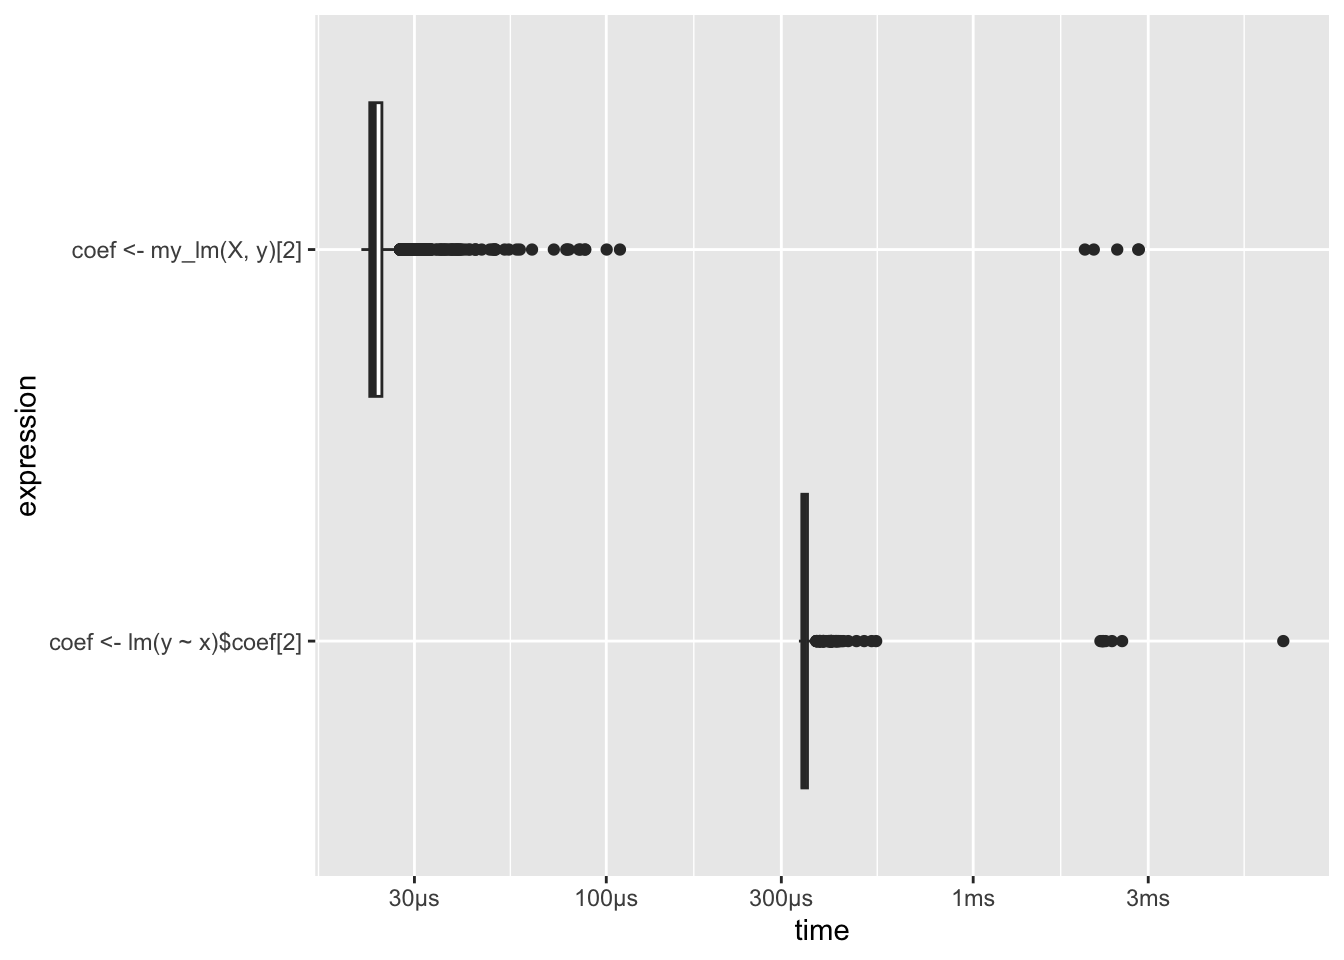 coef <- my_lm(X, y)[2]
expression
coef <- lm(y ~ x)$coef[2]
30µs 100µs 300µs 1ms 3ms
time